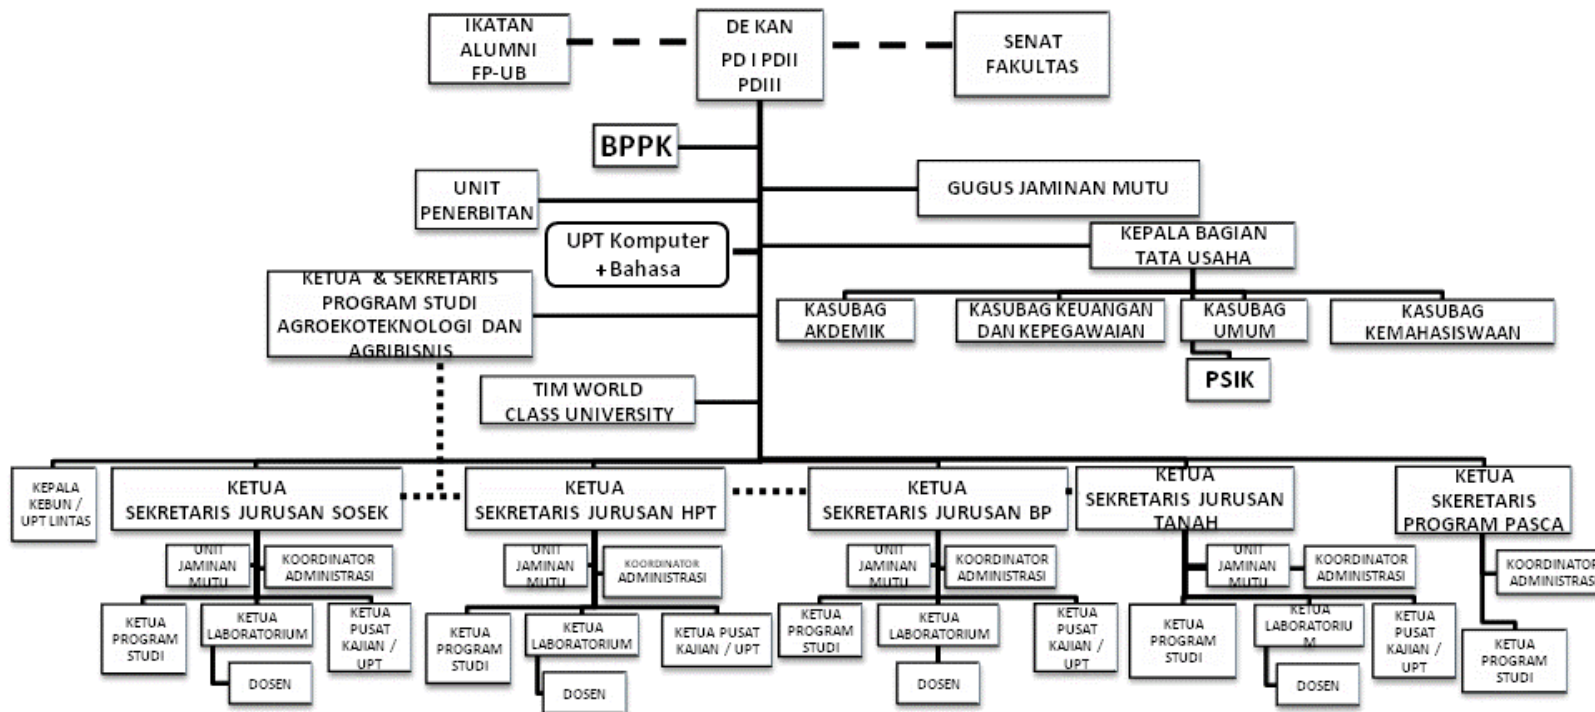 IKATAN
ALUMNI
FP-UB
DE KAN
PD I PDII
PDIII
SENAT
FAKULTAS
BPPK
UNIT
PENERBITAN
GUGUS JAMINAN MUTU
UPT Komputer
+Bahasa
KEPALA BAGIAN
TATA USAHA
KETUA & SEKRETARIS
PROGRAM STUDI
AGROEKOTEKNOLOGI DAN
AGRIBISNIS
KASUBAG
AKDEMIK
KASUBAG KEUANGAN
DAN KEPEGAWAIAN
KASUBAG
UMUM
KASUBAG
KEMAHASISWAAN
PSIK
TIM WORLD
CLASS UNIVERSITY
KEPALA
KEBUN /
UPT LINTAS
KETUA
SEKRETARIS JURUSAN SOSEK
KETUA
SEKRETARIS JURUSAN HPT
KETUA
SEKRETARIS JURUSAN BP
KETUA
SEKRETARIS JURUSAN
TANAH
KETUA
SKERETARIS
PROGRAM PASCA
UNIT
JAMINAN
MUTU
KOORDINATOR
ADMINISTRASI
UNIT
JAMINAN
MUTU
KOORDINATOR
ADMINISTRASI
UNIT
JAMINAN
MUTU
KOORDINATOR
ADMINISTRASI
UNIT
JAMINAN
MUTU
KOORDINATOR
ADMINISTRASI
KOORDINATOR
ADMINISTRASI
KETUA
PROGRAM
STUDI
KETUA
LABORATORIUM
KETUA
PUSAT
KAJIAN /
UPT
KETUA
PROGRAM
STUDI
KETUA
LABORATORIUM
KETUA PUSAT
KAJIAN / UPT
KETUA
PROGRAM
STUDI
KETUA
LABORATORIUM
KETUA
PUSAT
KAJIAN /
UPT
KETUA
PROGRAM
STUDI
KETUA
LABORATORIU
M
KETUA
PUSAT
KAJIAN /
UPT
KETUA
PROGRAM
STUDI
DOSEN
DOSEN
DOSEN
DOSEN